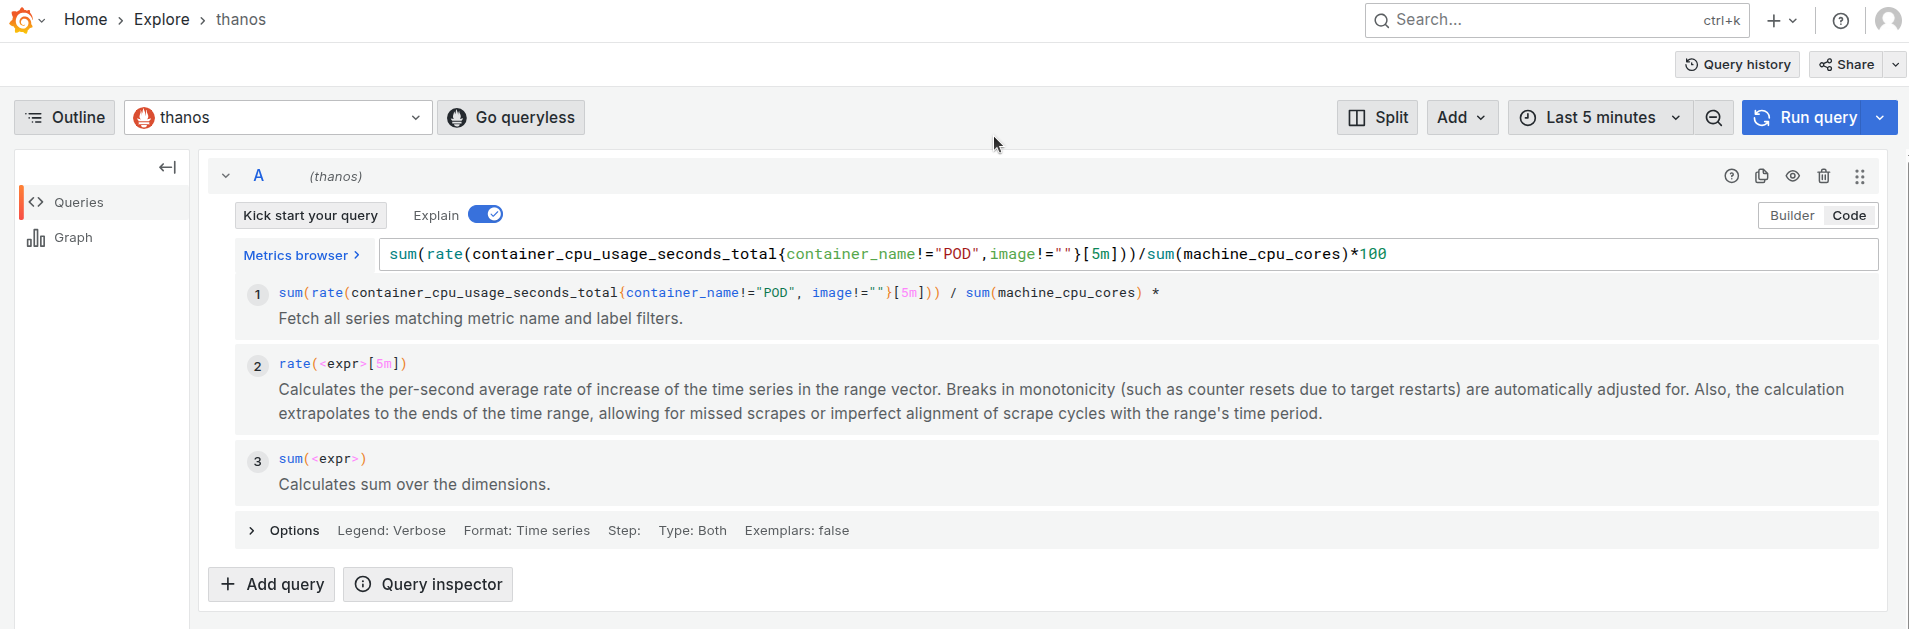 Home > Explore > thanos
Search... ctrl+k
Query history
Share
Outline
thanos
Go queryless
Split
Add
Last 5 minutes
Run query
A (thanos)
Queries
Graph
Kick start your query
Explain
Builder
Code
Metrics browser >
sum(rate(container_cpu_usage_seconds_total{container_name!="POD",image!=""}[5m]))/sum(machine_cpu_cores)*100
1 sum(rate(container_cpu_usage_seconds_total{container_name!="POD", image!=""}[5m])) / sum(machine_cpu_cores) *
Fetch all series matching metric name and label filters.
2 rate(<expr>[5m])
Calculates the per-second average rate of increase of the time series in the range vector. Breaks in monotonicity (such as counter resets due to target restarts) are automatically adjusted for. Also, the calculation
extrapolates to the ends of the time range, allowing for missed scrapes or imperfect alignment of scrape cycles with the range's time period.
3 sum(<expr>)
Calculates sum over the dimensions.
> Options Legend: Verbose Format: Time series Step: Type: Both Exemplars: false
+ Add query
Query inspector